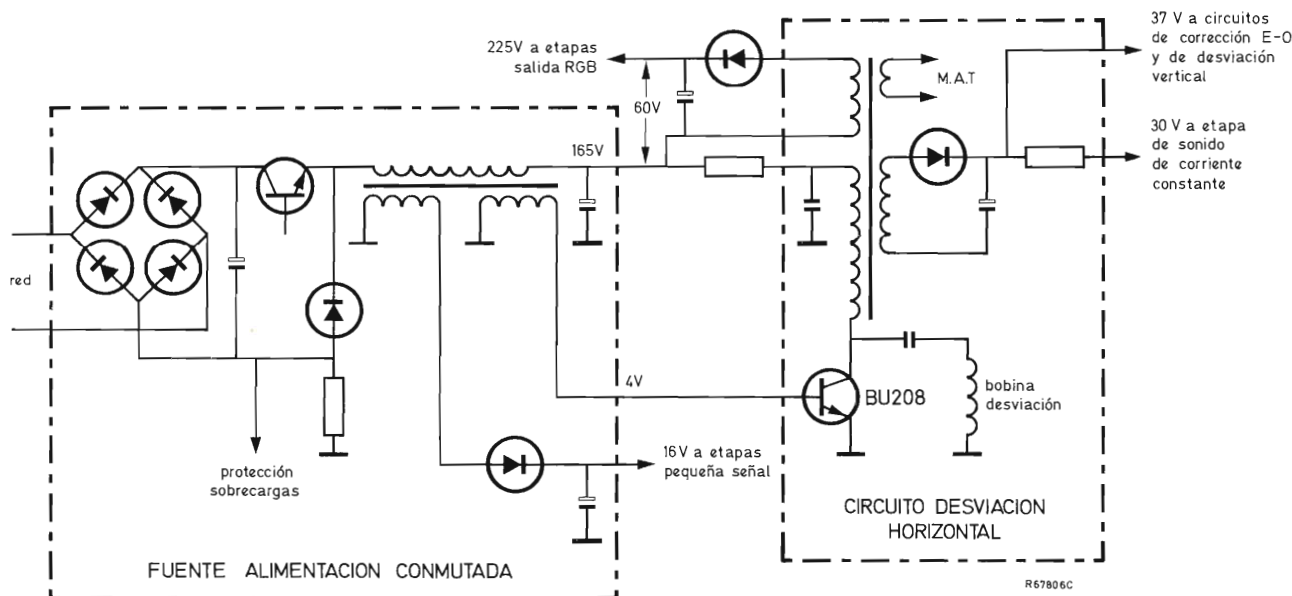 225V a etapas
salida RGB
60V
165V
M.A.T
37 V a circuitos
de corrección E-O
y de desviación
vertical
30 V a etapa
de sonido
de corriente
constante
red
4V
BU208
bobina
desviación
protección
sobrecargas
16V a etapas
pequeña señal
CIRCUITO DESVIACION
HORIZONTAL
FUENTE ALIMENTACION CONMUTADA
R67806C